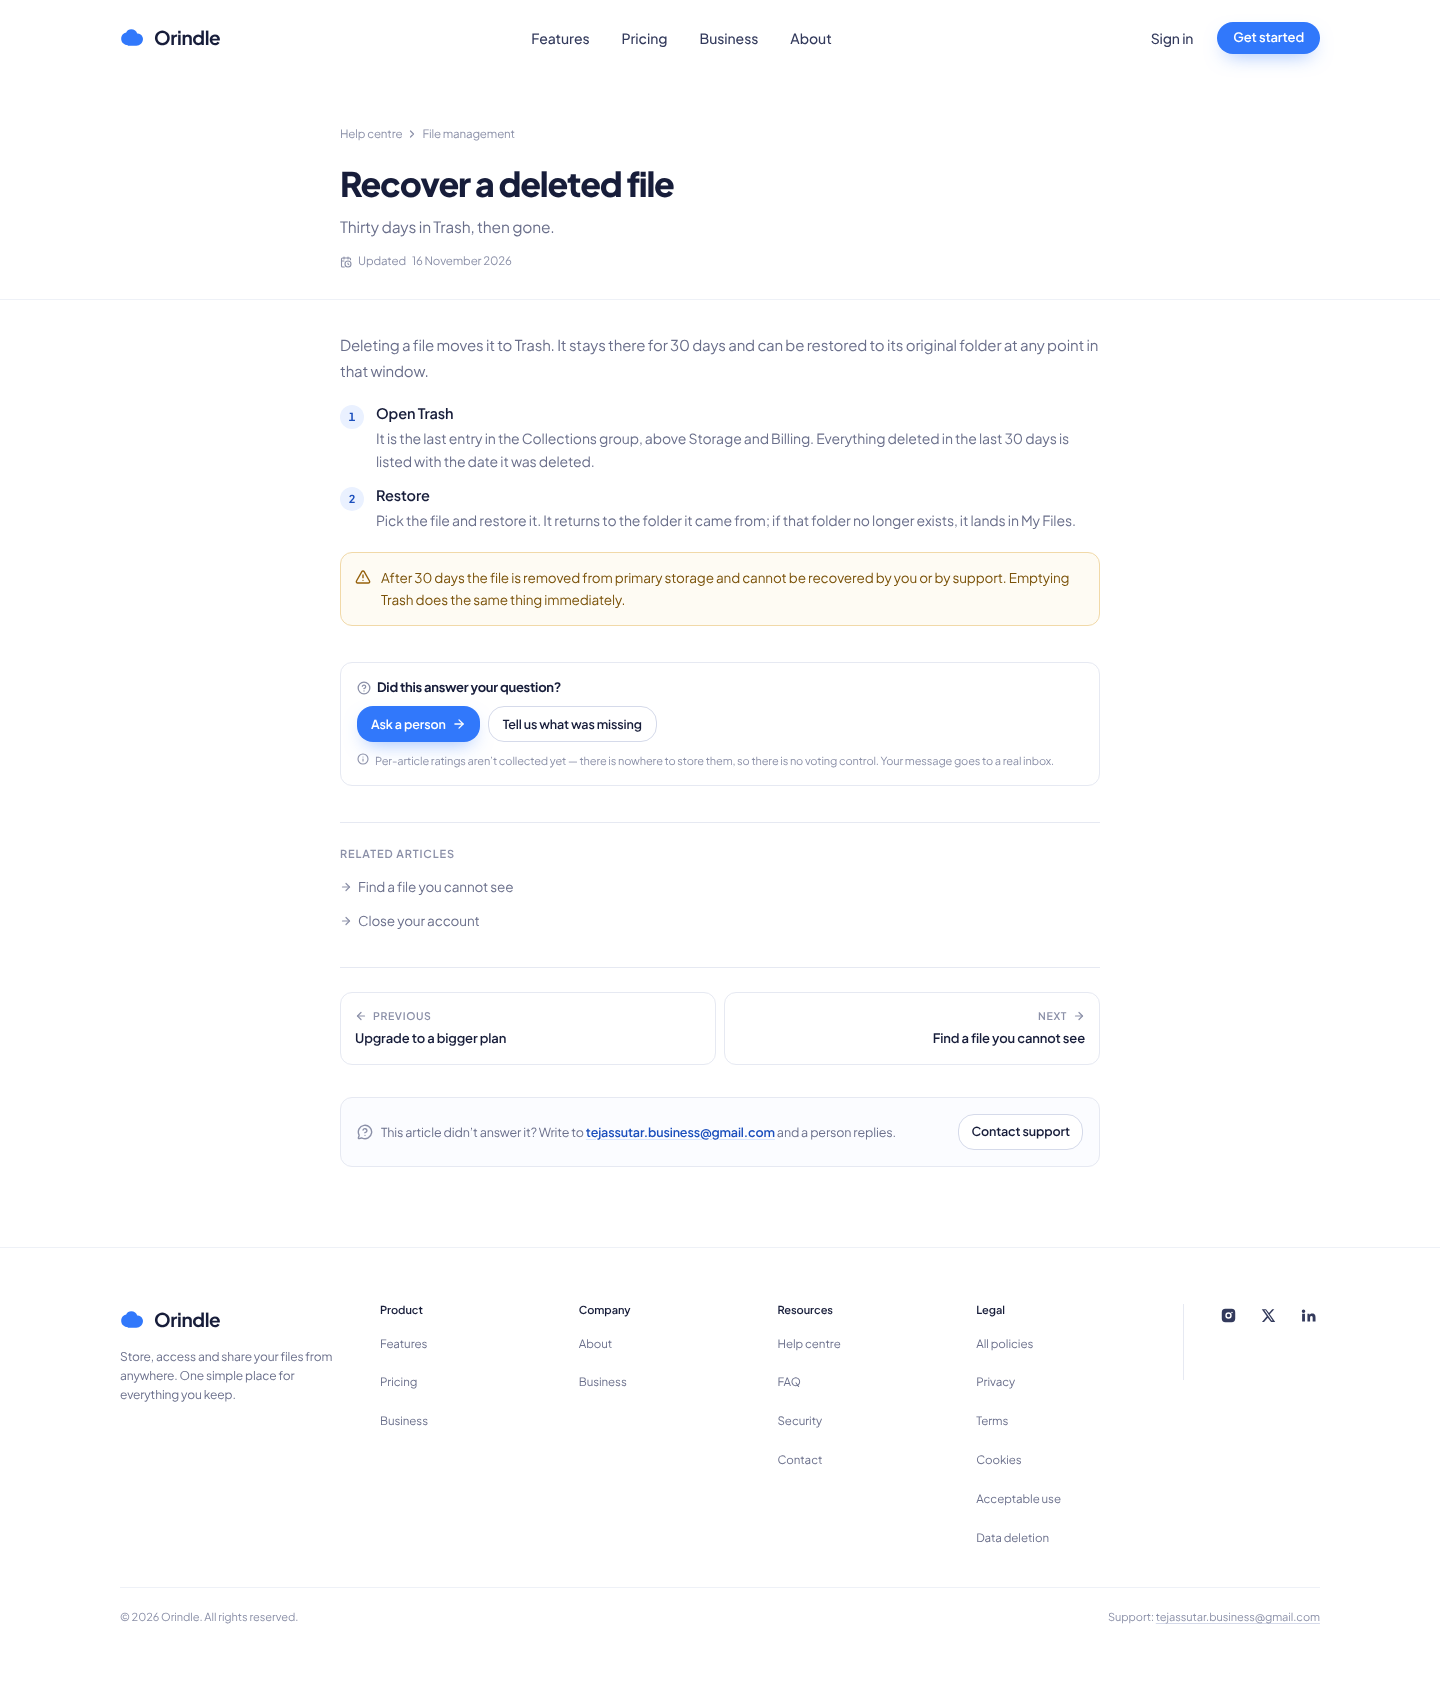 Orindle
Features
Pricing
Business
About
Sign in
Get started
Help centre
File management
Recover a deleted file
Thirty days in Trash, then gone.
Updated 16 November 2026
Deleting a file moves it to Trash. It stays there for 30 days and can be restored to its original folder at any point in
that window.
1
Open Trash
It is the last entry in the Collections group, above Storage and Billing. Everything deleted in the last 30 days is
listed with the date it was deleted.
2
Restore
Pick the file and restore it. It returns to the folder it came from; if that folder no longer exists, it lands in My Files.
After 30 days the file is removed from primary storage and cannot be recovered by you or by support. Emptying
Trash does the same thing immediately.
Did this answer your question?
Ask a person
Tell us what was missing
Per-article ratings aren't collected yet — there is nowhere to store them, so there is no voting control. Your message goes to a real inbox.
RELATED ARTICLES
Find a file you cannot see
Close your account
PREVIOUS
Upgrade to a bigger plan
NEXT
Find a file you cannot see
This article didn't answer it? Write to tejassutar.business@gmail.com and a person replies.
Contact support
Orindle
Store, access and share your files from
anywhere. One simple place for
everything you keep.
Product
Features
Pricing
Business
Company
About
Business
Resources
Help centre
FAQ
Security
Contact
Legal
All policies
Privacy
Terms
Cookies
Acceptable use
Data deletion
© 2026 Orindle. All rights reserved.
Support: tejassutar.business@gmail.com